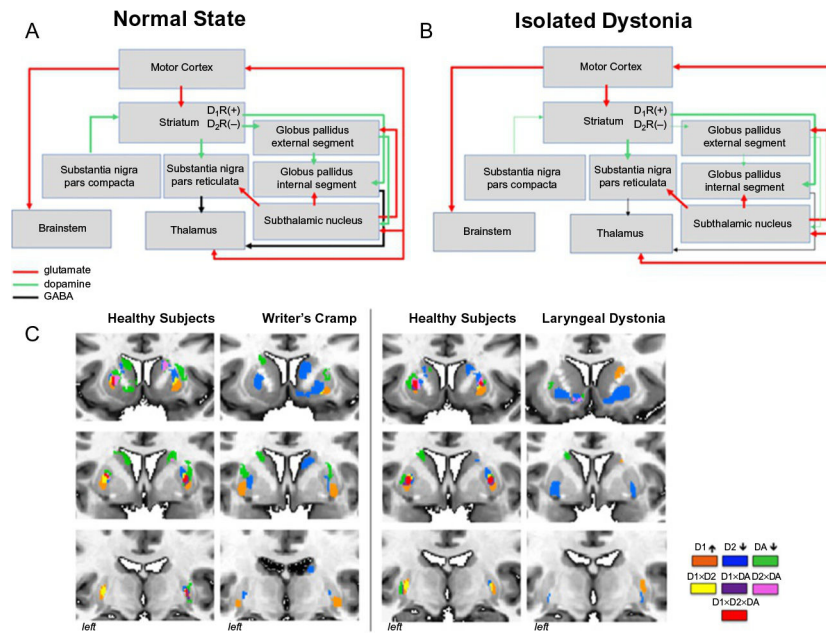 Normal State
Isolated Dystonia
A
B
Motor Cortex
Striatum
D₁R(+)
D₂R(–)
Globus pallidus
external segment
Substantia nigra
pars compacta
Substantia nigra
pars reticulata
Globus pallidus
internal segment
Subthalamic nucleus
Brainstem
Thalamus
glutamate
dopamine
GABA
Motor Cortex
Striatum
D₁R(+)
D₂R(–)
Globus pallidus
external segment
Substantia nigra
pars compacta
Substantia nigra
pars reticulata
Globus pallidus
internal segment
Subthalamic nucleus
Brainstem
Thalamus
C
Healthy Subjects
Writer's Cramp
Healthy Subjects
Laryngeal Dystonia
left
left
left
left
D1 D2 DA
D1×D2 D1×DA D2×DA
D1×D2×DA